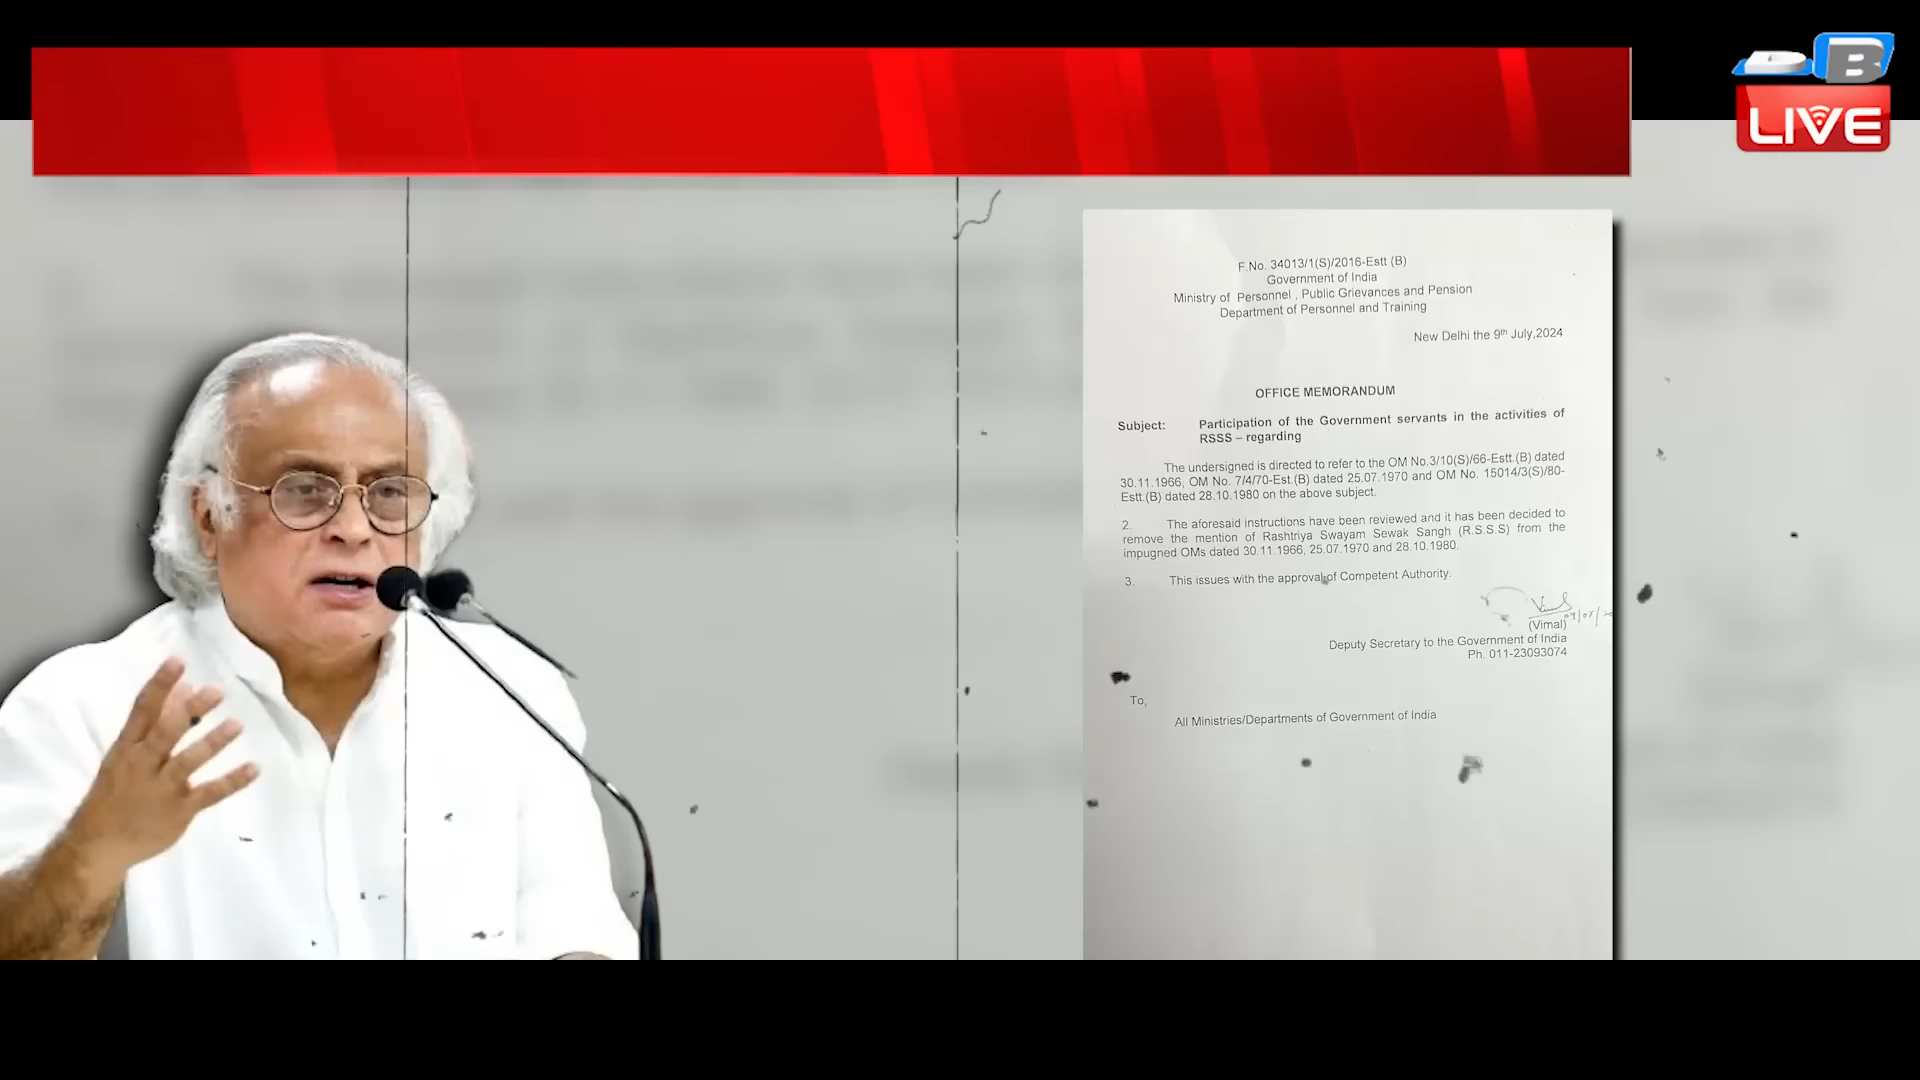 DB
LIVE
F.No. 34013/1(S)/2016-Estt (B)
Government of India
Ministry of Personnel , Public Grievances and Pension
Department of Personnel and Training
New Delhi the 9th July,2024
OFFICE MEMORANDUM
Subject: Participation of the Government servants in the activities of
RSSS – regarding
The undersigned is directed to refer to the OM No.3/10(S)/66-Estt.(B) dated
30.11.1966, OM No. 7/4/70-Est.(B) dated 25.07.1970 and OM No. 15014/3(S)/80-
Estt.(B) dated 28.10.1980 on the above subject.
2. The aforesaid instructions have been reviewed and it has been decided to
remove the mention of Rashtriya Swayam Sewak Sangh (R.S.S.S) from the
impugned OMs dated 30.11.1966, 25.07.1970 and 28.10.1980.
3. This issues with the approval of Competent Authority.
(Vimal)
Deputy Secretary to the Government of India
Ph. 011-23093074
To,
All Ministries/Departments of Government of India